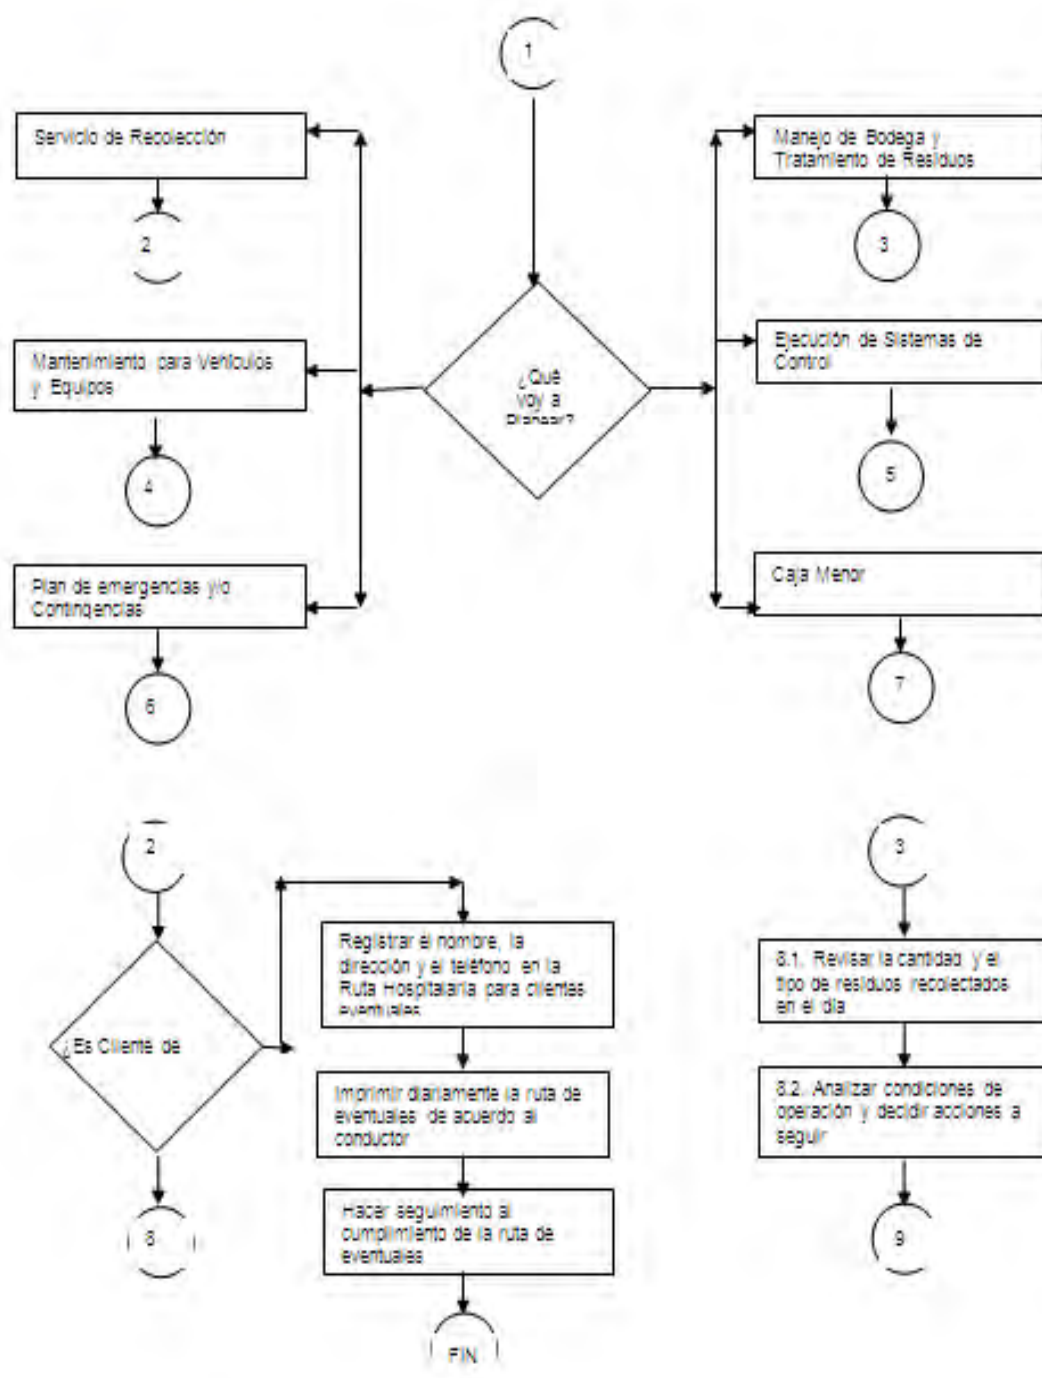 1
Servicio de Recolección
Manejo de Bodega y
Tratamiento de Residuos
2
3
Mantenimiento para Vehículos
y Equipos
¿Qué
voy a
Planear?
Ejecución de Sistemas de
Control
4
5
Plan de emergencias y/o
Contingencias
Caja Menor
6
7
2
3
¿Es Cliente de
Registrar el nombre, la
dirección y el teléfono en la
Ruta Hospitalaria para clientes
eventuales
Imprimir diariamente la ruta de
eventuales de acuerdo al
conductor
Hacer seguimiento al
cumplimiento de la ruta de
eventuales
FIN
8.1. Revisar la cantidad y el
tipo de residuos recolectados
en el día
8.2. Analizar condiciones de
operación y decidir acciones a
seguir
8
9